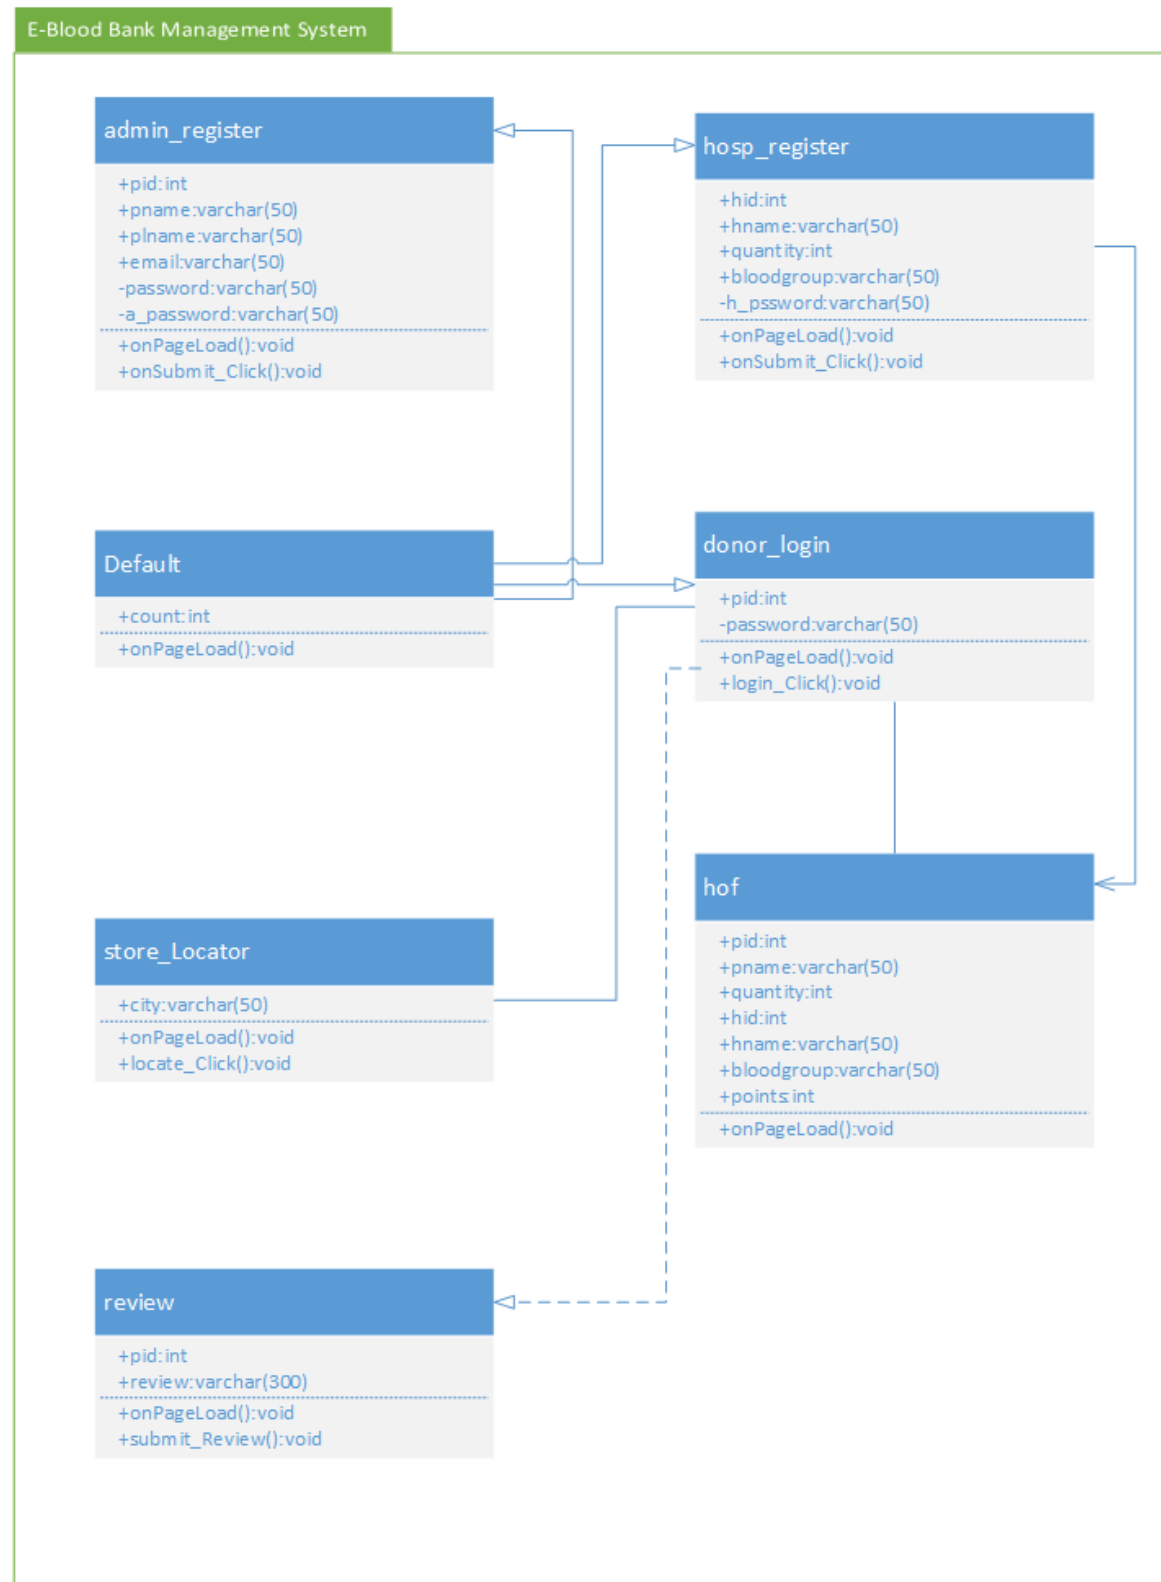 E-Blood Bank Management System
admin_register
+pid:int
+pname:varchar(50)
+plname:varchar(50)
+email:varchar(50)
-password:varchar(50)
-a_password:varchar(50)
+onPageLoad():void
+onSubmit_Click():void
hosp_register
+hid:int
+hname:varchar(50)
+quantity:int
+bloodgroup:varchar(50)
-h_pssword:varchar(50)
+onPageLoad():void
+onSubmit_Click():void
Default
+count:int
+onPageLoad():void
donor_login
+pid:int
-password:varchar(50)
+onPageLoad():void
+login_Click():void
store_Locator
+city:varchar(50)
+onPageLoad():void
+locate_Click():void
hof
+pid:int
+pname:varchar(50)
+quantity:int
+hid:int
+hname:varchar(50)
+bloodgroup:varchar(50)
+points:int
+onPageLoad():void
review
+pid:int
+review:varchar(300)
+onPageLoad():void
+submit_Review():void